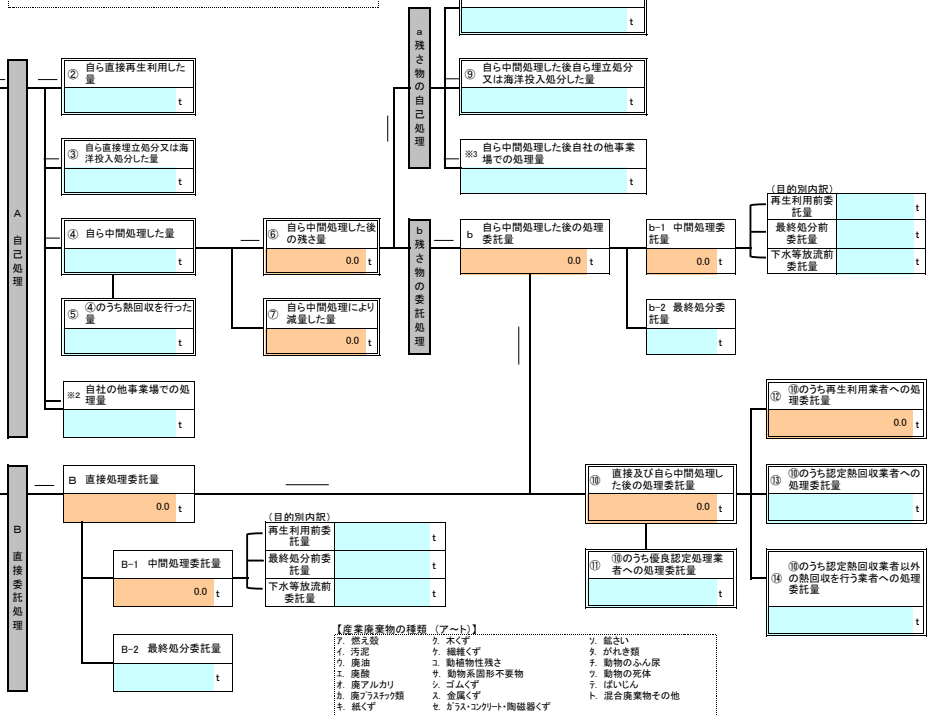 t
a 残さ物の自己処理
② 自ら直接再生利用した
量
t
⑨ 自ら中間処理した後自ら埋立処分
又は海洋投入処分した量
t
③ 自ら直接埋立処分又は海
洋投入処分した量
t
※3 自ら中間処理した後自社の他事業
場での処理量
t
A 自己処理
④ 自ら中間処理した量
t
⑥ 自ら中間処理した後
の残さ量
0.0 t
b 残さ物の委託処理
b 自ら中間処理した後の処理
委託量
0.0 t
b-1 中間処理委
託量
0.0 t
(目的別内訳)
再生利用前委
託量
t
最終処分前
委託量
t
下水等放流前
委託量
t
⑤ ④のうち熱回収を行った
量
t
⑦ 自ら中間処理により
減量した量
0.0 t
b-2 最終処分委
託量
t
※2 自社の他事業場での処
理量
t
⑫ ⑩のうち再生利用業者への処
理委託量
0.0 t
B 直接委託処理
B 直接処理委託量
0.0 t
⑩ 直接及び自ら中間処理し
た後の処理委託量
0.0 t
⑬ ⑩のうち認定熱回収業者への
処理委託量
t
B-1 中間処理委託量
0.0 t
(目的別内訳)
再生利用前委
託量
t
最終処分前委
託量
t
下水等放流前
委託量
t
⑪ ⑩のうち優良認定処理業
者への処理委託量
t
⑭ ⑩のうち認定熱回収業者以外
の熱回収を行う業者への処理
委託量
t
B-2 最終処分委託量
t
【産業廃棄物の種類 (ア～ト)】
ア. 燃え殻
イ. 汚泥
ウ. 廃油
エ. 廃酸
オ. 廃アルカリ
カ. 廃プラスチック類
キ. 紙くず
ク. 木くず
ケ. 繊維くず
コ. 動植物性残さ
サ. 動物系固形不要物
シ. ゴムくず
ス. 金属くず
セ. ガラス・コンクリート・陶磁器くず
ソ. 鉱さい
タ. がれき類
チ. 動物のふん尿
ツ. 動物の死体
テ. ばいじん
ト. 混合廃棄物その他